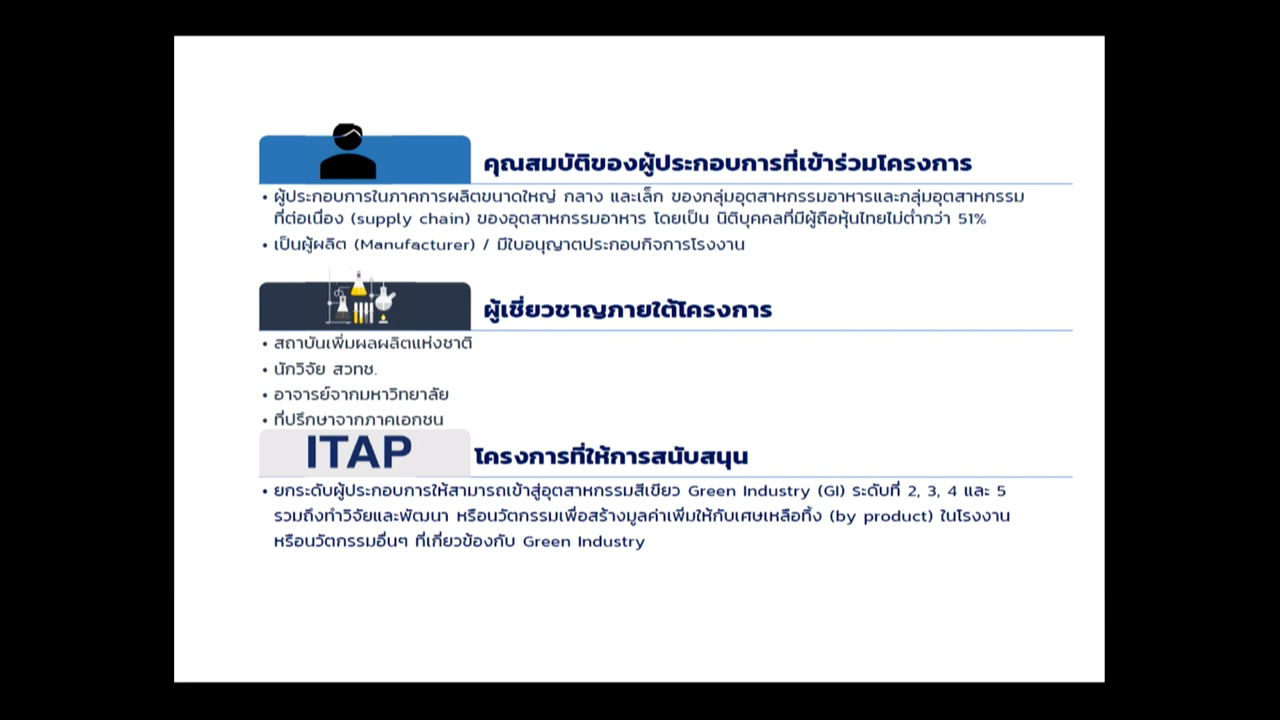 คุณสมบัติของผู้ประกอบการที่เข้าร่วมโครงการ
• ผู้ประกอบการในภาคการผลิตขนาดใหญ่ กลาง และเล็ก ของกลุ่มอุตสาหกรรมอาหารและกลุ่มอุตสาหกรรม
ที่ต่อเนื่อง (supply chain) ของอุตสาหกรรมอาหาร โดยเป็น นิติบุคคลที่มีผู้ถือหุ้นไทยไม่ต่ำกว่า 51%
• เป็นผู้ผลิต (Manufacturer) / มีใบอนุญาตประกอบกิจการโรงงาน
ผู้เชี่ยวชาญภายใต้โครงการ
• สถาบันเพิ่มผลผลิตแห่งชาติ
• นักวิจัย สวทช.
• อาจารย์จากมหาวิทยาลัย
• ที่ปรึกษาจากภาคเอกชน
ITAP โครงการที่ให้การสนับสนุน
• ยกระดับผู้ประกอบการให้สามารถเข้าสู่อุตสาหกรรมสีเขียว Green Industry (GI) ระดับที่ 2, 3, 4 และ 5
รวมถึงทำวิจัยและพัฒนา หรือนวัตกรรมเพื่อสร้างมูลค่าเพิ่มให้กับเศษเหลือทิ้ง (by product) ในโรงงาน
หรือนวัตกรรมอื่นๆ ที่เกี่ยวข้องกับ Green Industry